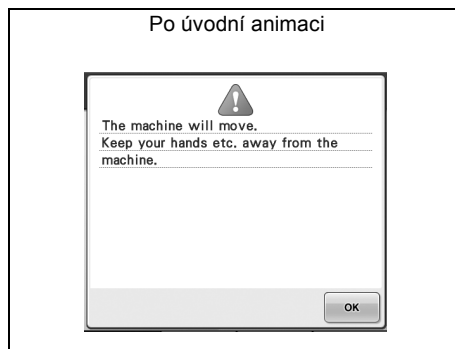 Po úvodní animaci
The machine will move.
Keep your hands etc. away from the
machine.
OK